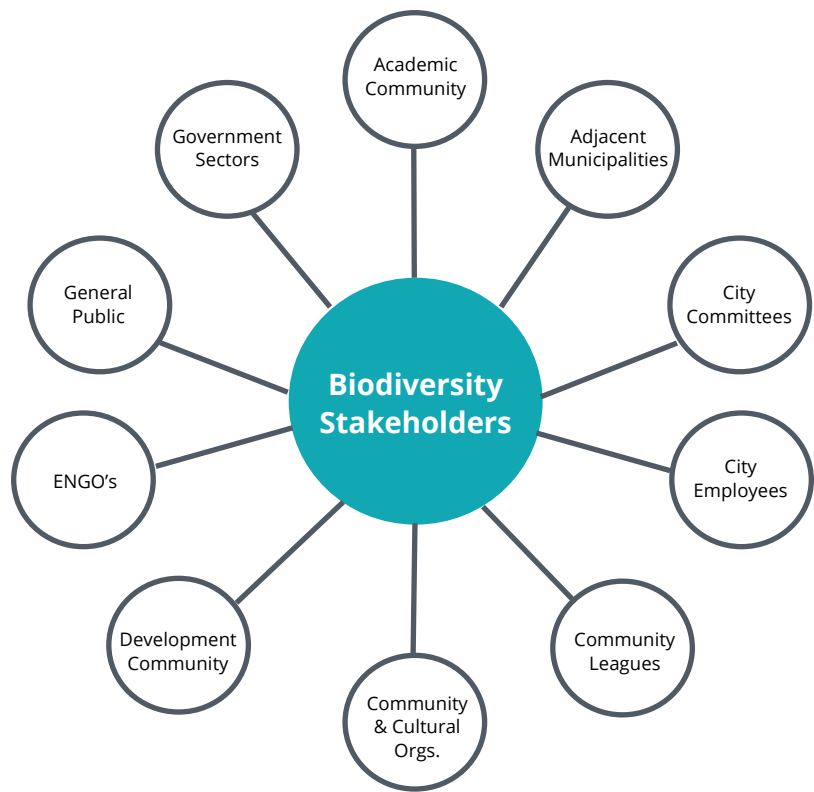 Academic
Community
Government
Sectors
Adjacent
Municipalities
General
Public
City
Committees
Biodiversity
Stakeholders
ENGO’s
City
Employees
Development
Community
Community
Leagues
Community
& Cultural
Orgs.